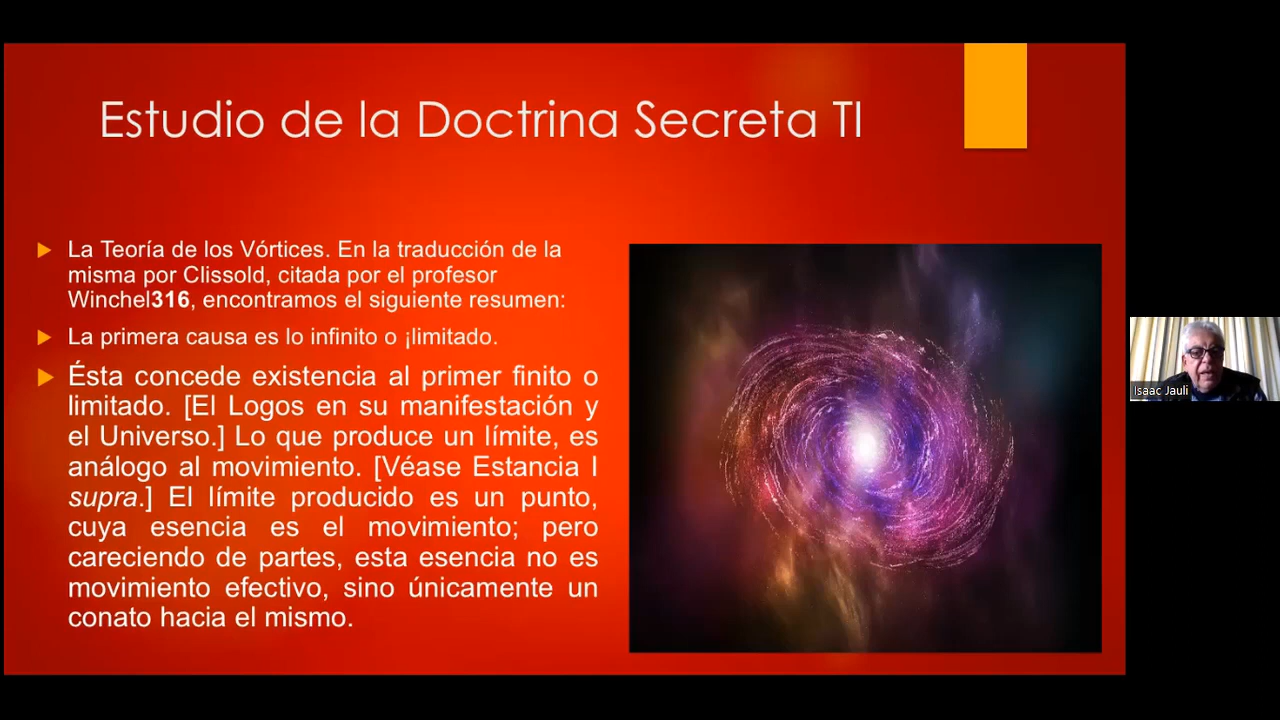 Estudio de la Doctrina Secreta TI
La Teoría de los Vórtices. En la traducción de la
misma por Clissold, citada por el profesor
Winchel316, encontramos el siguiente resumen:
La primera causa es lo infinito o ¡limitado.
Ésta concede existencia al primer finito o
limitado. [El Logos en su manifestación y
el Universo.] Lo que produce un límite, es
análogo al movimiento. [Véase Estancia I
supra.] El límite producido es un punto,
cuya esencia es el movimiento; pero
careciendo de partes, esta esencia no es
movimiento efectivo, sino únicamente un
conato hacia el mismo.
Isaac Jauli